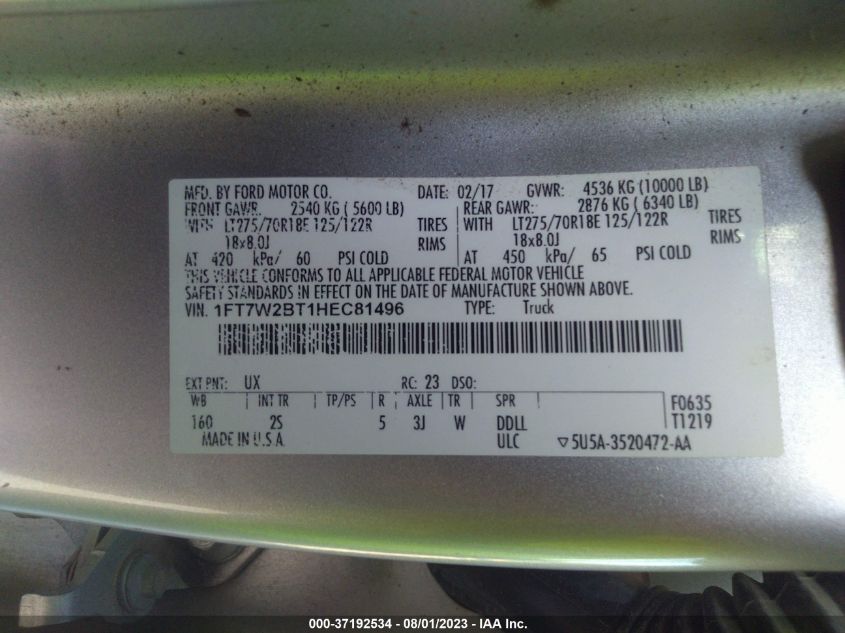 MFD. BY FORD MOTOR CO. DATE: 02/17 GVWR: 4536 KG (10000 LB)
FRONT GAWR: 2540 KG ( 5600 LB) REAR GAWR: 2876 KG ( 6340 LB)
WITH LT275/70R18E 125/122R TIRES WITH LT275/70R18E 125/122R TIRES
18x8.0J RIMS 18x8.0J RIMS
AT 420 kPa/ 60 PSI COLD AT 450 kPa/ 65 PSI COLD
THIS VEHICLE CONFORMS TO ALL APPLICABLE FEDERAL MOTOR VEHICLE
SAFETY STANDARDS IN EFFECT ON THE DATE OF MANUFACTURE SHOWN ABOVE.
VIN: 1FT7W2BT1HEC81496 TYPE: Truck
EXT PNT: UX RC: 23 DSO:
WB INT TR TP/PS R AXLE TR SPR F0635
160 2S 5 3J W DDLL T1219
MADE IN U.S.A. ULC ▽5U5A-3520472-AA
000-37192534 - 08/01/2023 - IAA Inc.